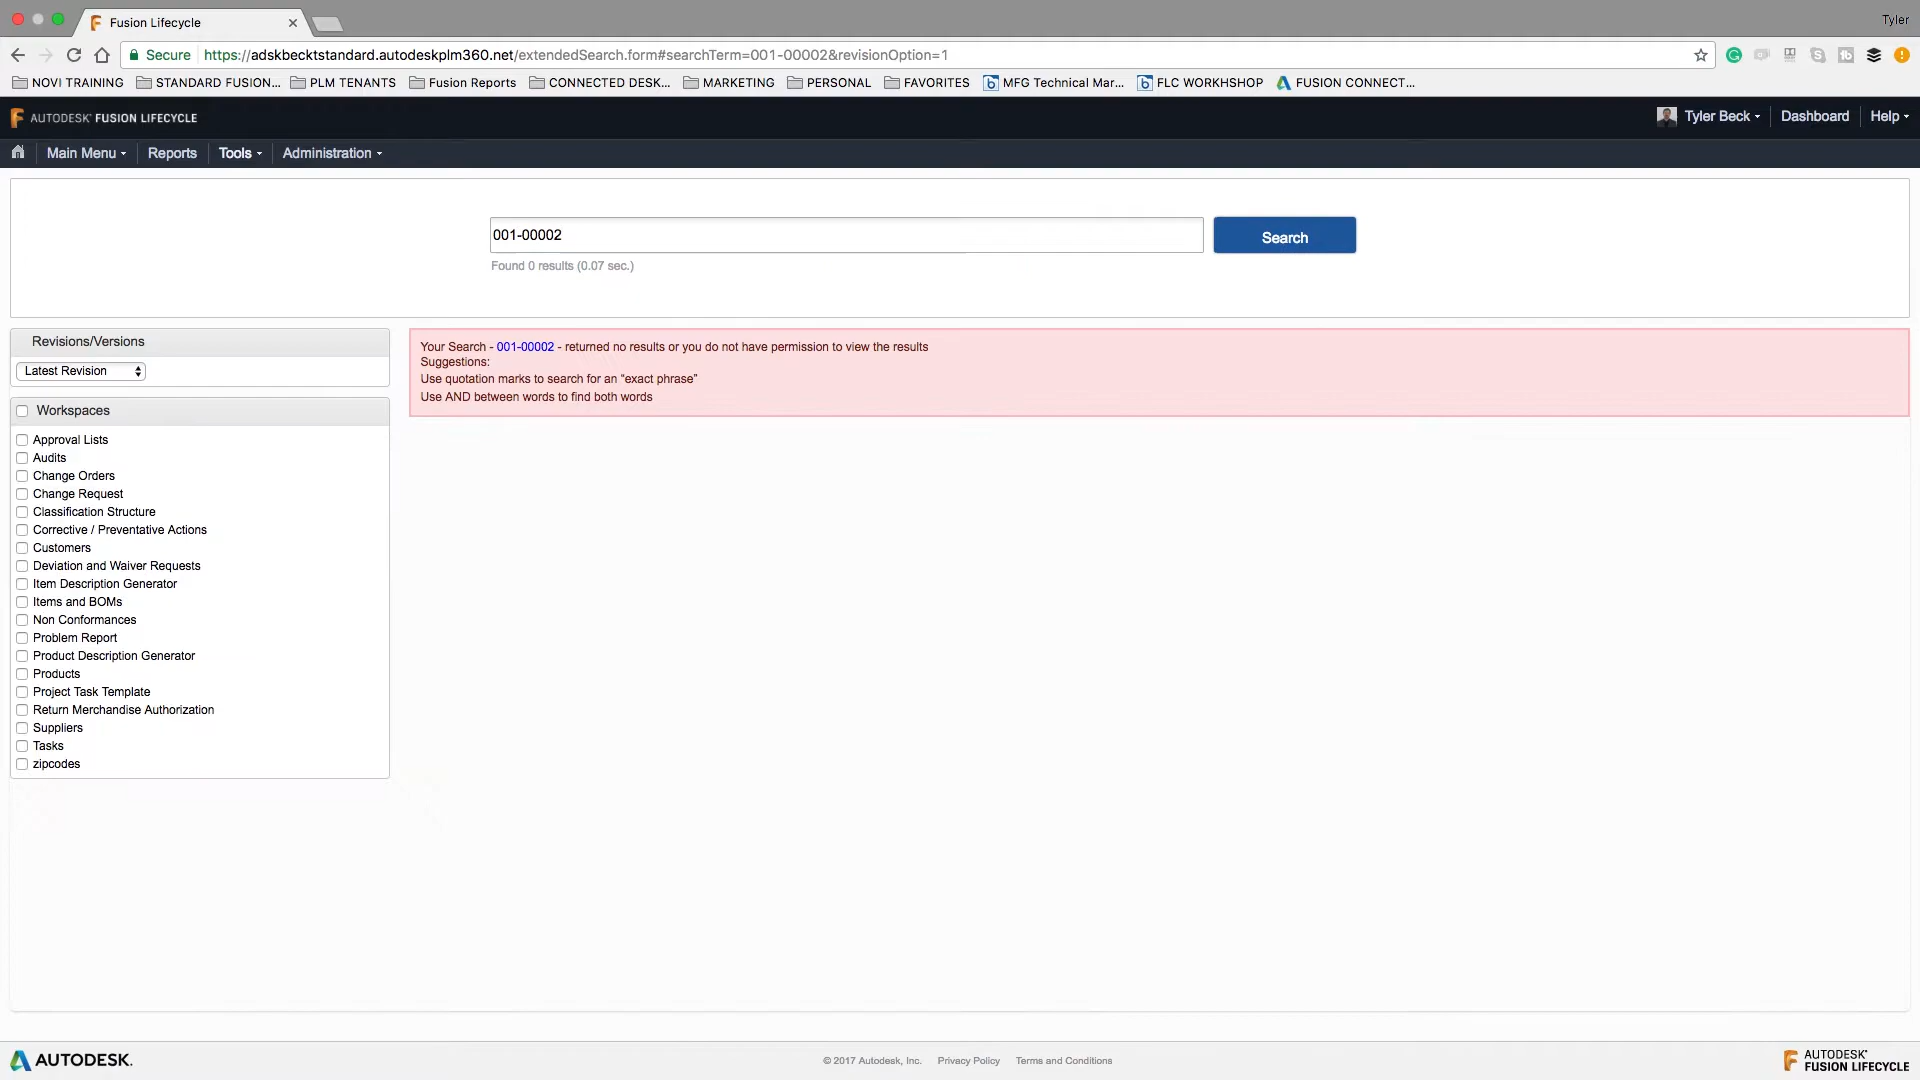 Fusion Lifecycle
Tyler
Secure https://adskbecktstandard.autodeskplm360.net/extendedSearch.form#searchTerm=001-00002&revisionOption=1
NOVI TRAINING STANDARD FUSION... PLM TENANTS Fusion Reports CONNECTED DESK... MARKETING PERSONAL FAVORITES MFG Technical Mar... FLC WORKHSHOP FUSION CONNECT...
AUTODESK® FUSION LIFECYCLE
Tyler Beck Dashboard Help
Main Menu Reports Tools Administration
001-00002 Search
Found 0 results (0.07 sec.)
Revisions/Versions
Latest Revision
Your Search - 001-00002 - returned no results or you do not have permission to view the results
Suggestions:
Use quotation marks to search for an “exact phrase”
Use AND between words to find both words
Workspaces
Approval Lists
Audits
Change Orders
Change Request
Classification Structure
Corrective / Preventative Actions
Customers
Deviation and Waiver Requests
Item Description Generator
Items and BOMs
Non Conformances
Problem Report
Product Description Generator
Products
Project Task Template
Return Merchandise Authorization
Suppliers
Tasks
zipcodes
AUTODESK.
© 2017 Autodesk, Inc. Privacy Policy Terms and Conditions
AUTODESK®
FUSION LIFECYCLE